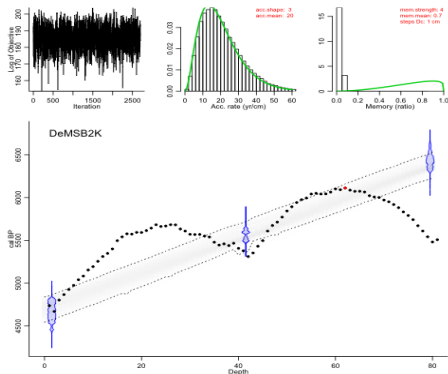 acc.shape: 3
acc.mean: 20
mem.strength: 4
mem.mean: 0.7
steps Dc: 1 cm
Log of Objective
160 170 180 190 200
0 500 1500 2500
Iteration
0.00 0.01 0.02 0.03
0 10 20 30 40 50 60
Acc. rate (yr/cm)
0 5 10 15
0.0 0.2 0.4 0.6 0.8 1.0
Memory (ratio)
DeMSB2K
cal BP
4500 5500 6500
0 20 40 60 80
Depth